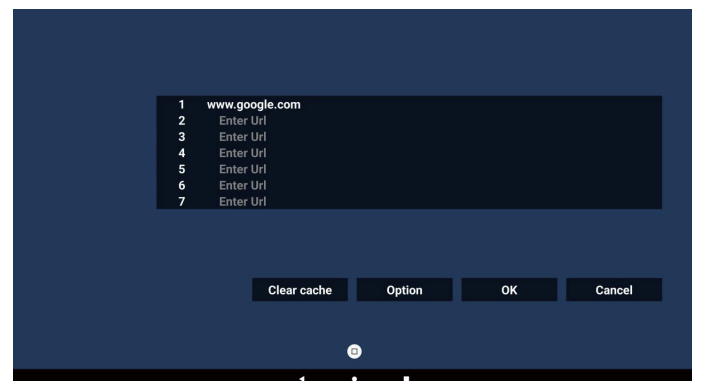 1 www.google.com
2 Enter Url
3 Enter Url
4 Enter Url
5 Enter Url
6 Enter Url
7 Enter Url
Clear cache Option OK Cancel